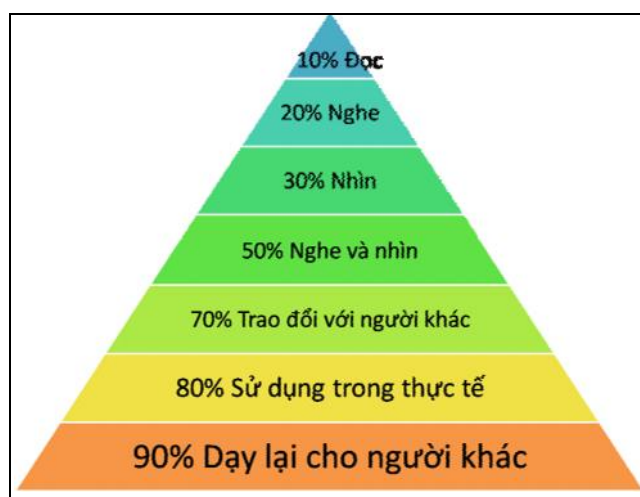 10% Đọc
20% Nghe
30% Nhìn
50% Nghe và nhìn
70% Trao đổi với người khác
80% Sử dụng trong thực tế
90% Dạy lại cho người khác